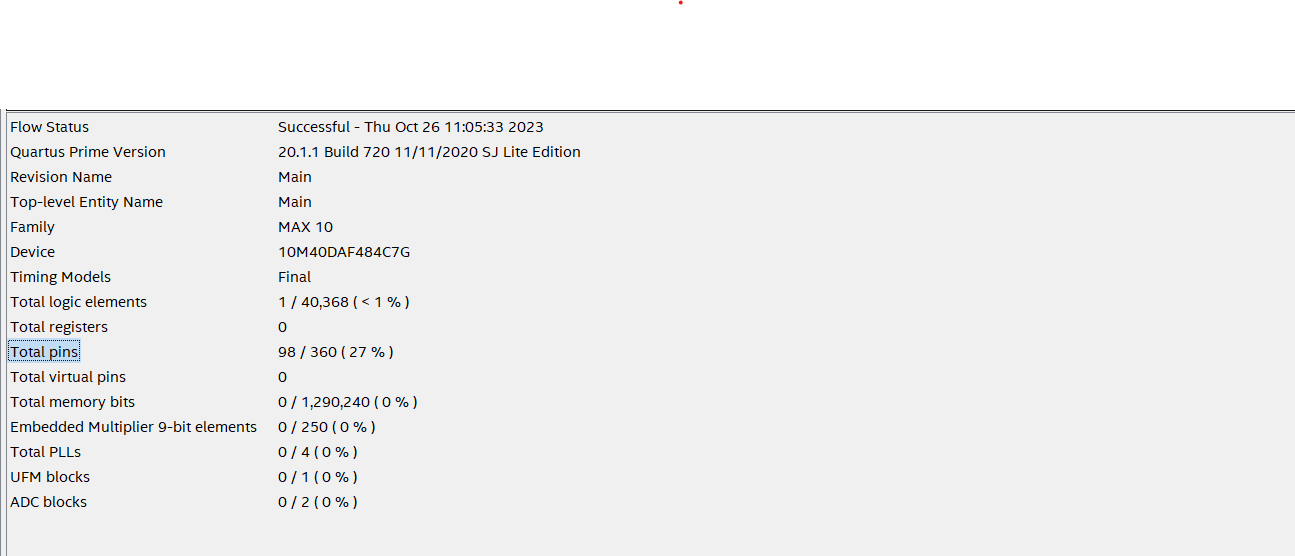 Flow Status Successful - Thu Oct 26 11:05:33 2023
Quartus Prime Version 20.1.1 Build 720 11/11/2020 SJ Lite Edition
Revision Name Main
Top-level Entity Name Main
Family MAX 10
Device 10M40DAF484C7G
Timing Models Final
Total logic elements 1 / 40,368 ( < 1 % )
Total registers 0
Total pins 98 / 360 ( 27 % )
Total virtual pins 0
Total memory bits 0 / 1,290,240 ( 0 % )
Embedded Multiplier 9-bit elements 0 / 250 ( 0 % )
Total PLLs 0 / 4 ( 0 % )
UFM blocks 0 / 1 ( 0 % )
ADC blocks 0 / 2 ( 0 % )